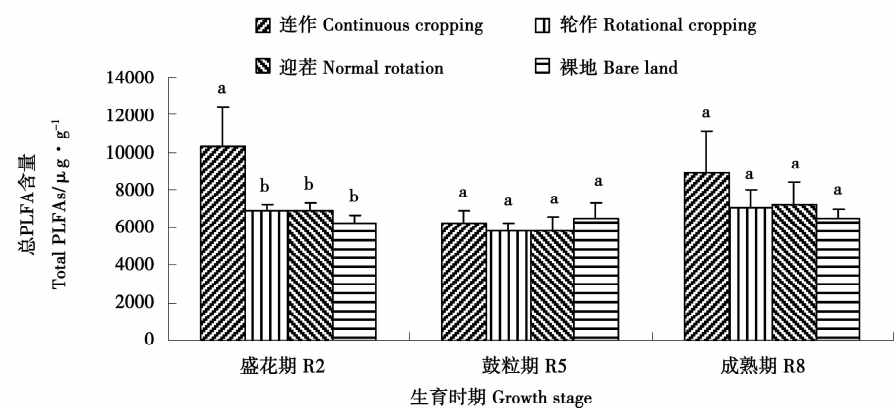 连作 Continuous cropping
轮作 Rotational cropping
迎茬 Normal rotation
裸地 Bare land
总PLFA含量
Total PLFAs/μg·g⁻¹
14000
12000
10000
8000
6000
4000
2000
0
a
b
b
b
a
a
a
a
a
a
a
a
盛花期 R2
鼓粒期 R5
成熟期 R8
生育时期 Growth stage